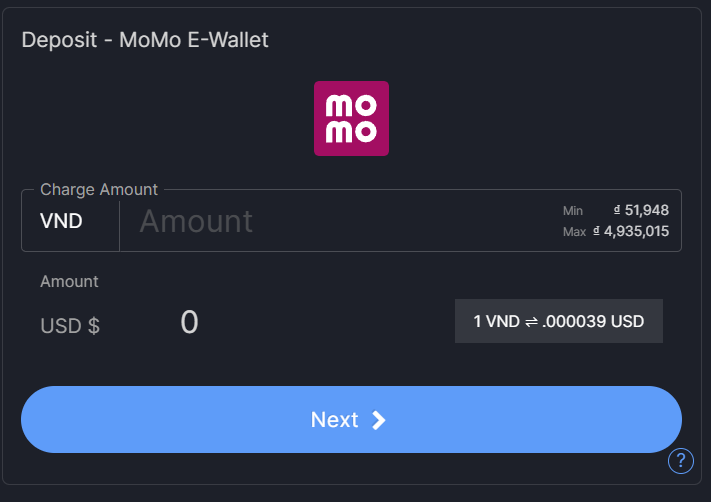 Deposit - MoMo E-Wallet
mo
mo
Charge Amount
VND
Amount
Min ₫ 51,948
Max ₫ 4,935,015
Amount
USD $
0
1 VND ⇌ .000039 USD
Next
?